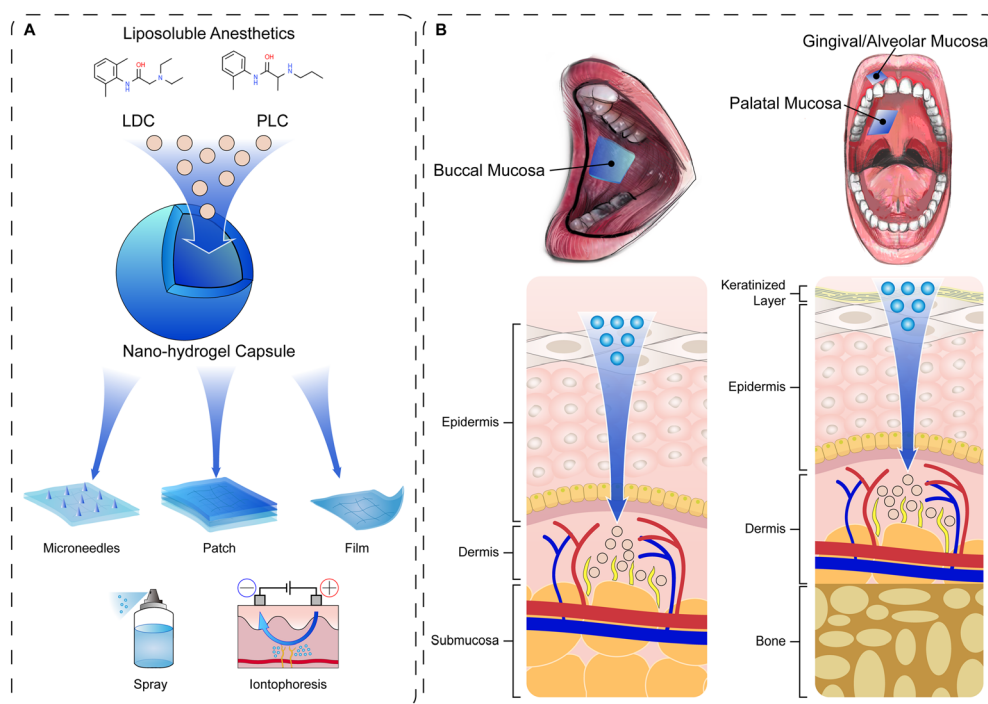 A
Liposoluble Anesthetics
OH
N
N
H
OH
H
N
N
H
LDC
PLC
Nano-hydrogel Capsule
Microneedles
Patch
Film
Spray
Iontophoresis
B
Gingival/Alveolar Mucosa
Palatal Mucosa
Buccal Mucosa
Epidermis
Dermis
Submucosa
Keratinized
Layer
Epidermis
Dermis
Bone